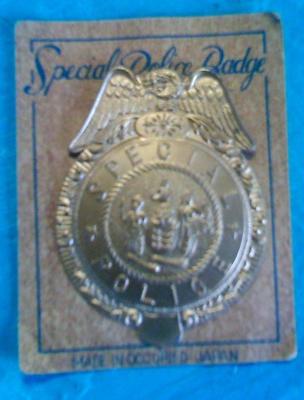 Special Police Badge
SPECIAL
POLICE
MADE IN OCCUPIED JAPAN